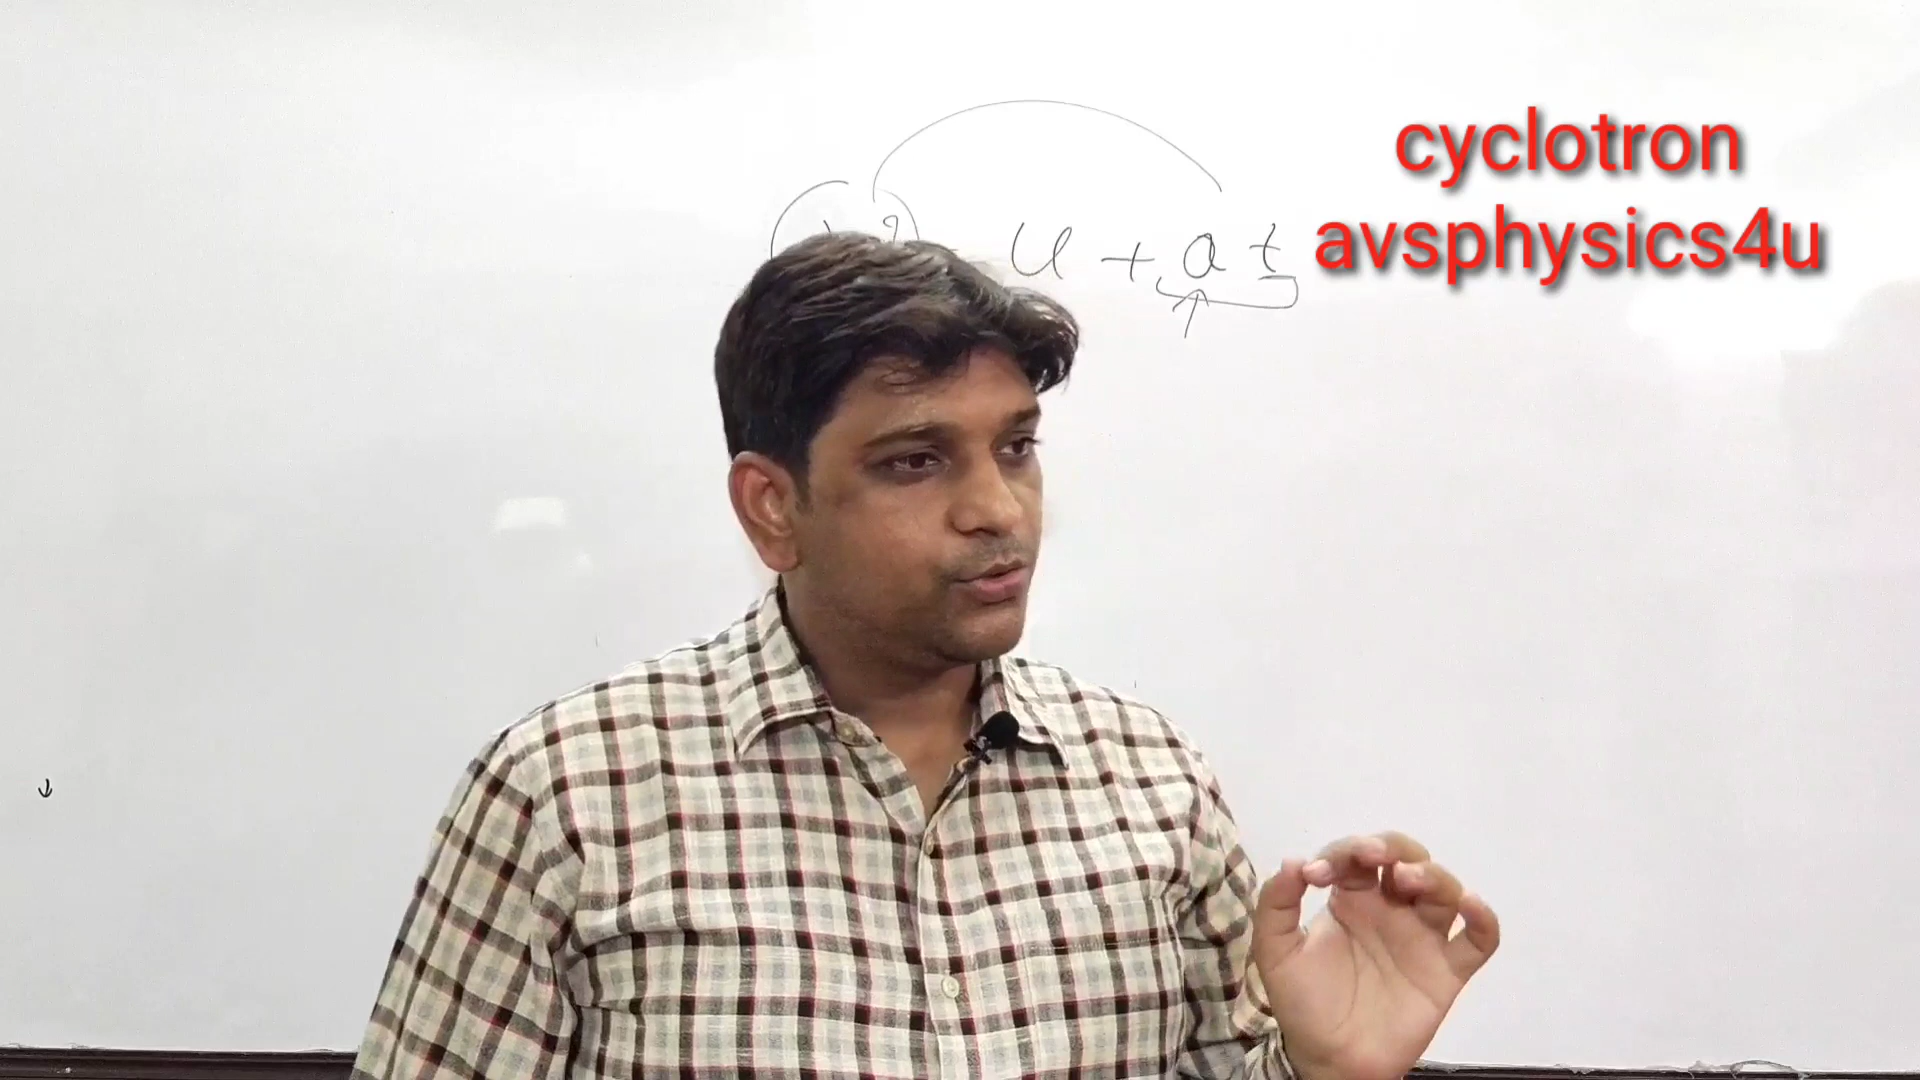 cyclotron
avsphysics4u
u + at